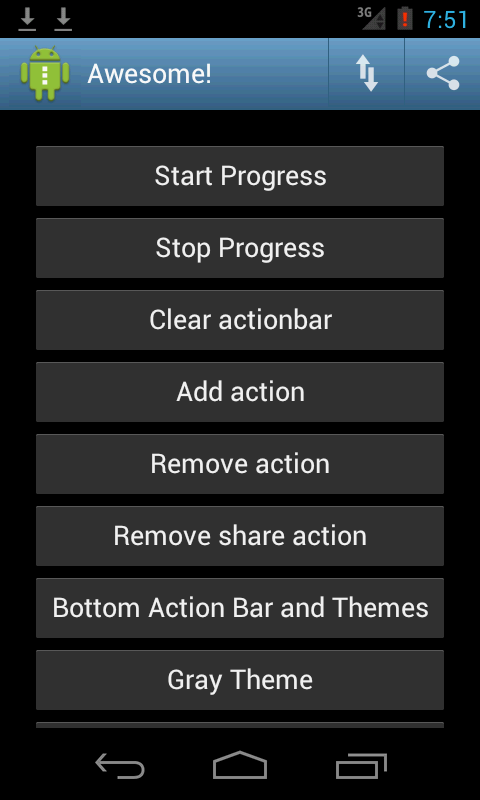 3G 7:51
Awesome!
Start Progress
Stop Progress
Clear actionbar
Add action
Remove action
Remove share action
Bottom Action Bar and Themes
Gray Theme